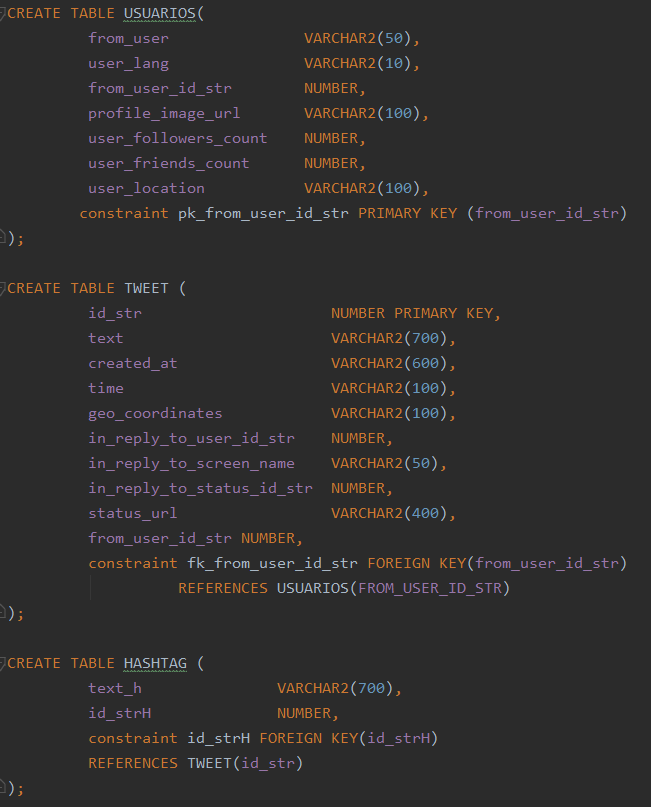 CREATE TABLE USUARIOS(
from_user VARCHAR2(50),
user_lang VARCHAR2(10),
from_user_id_str NUMBER,
profile_image_url VARCHAR2(100),
user_followers_count NUMBER,
user_friends_count NUMBER,
user_location VARCHAR2(100),
constraint pk_from_user_id_str PRIMARY KEY (from_user_id_str)
);
CREATE TABLE TWEET (
id_str NUMBER PRIMARY KEY,
text VARCHAR2(700),
created_at VARCHAR2(600),
time VARCHAR2(100),
geo_coordinates VARCHAR2(100),
in_reply_to_user_id_str NUMBER,
in_reply_to_screen_name VARCHAR2(50),
in_reply_to_status_id_str NUMBER,
status_url VARCHAR2(400),
from_user_id_str NUMBER,
constraint fk_from_user_id_str FOREIGN KEY(from_user_id_str)
REFERENCES USUARIOS(FROM_USER_ID_STR)
);
CREATE TABLE HASHTAG (
text_h VARCHAR2(700),
id_strH NUMBER,
constraint id_strH FOREIGN KEY(id_strH)
REFERENCES TWEET(id_str)
);